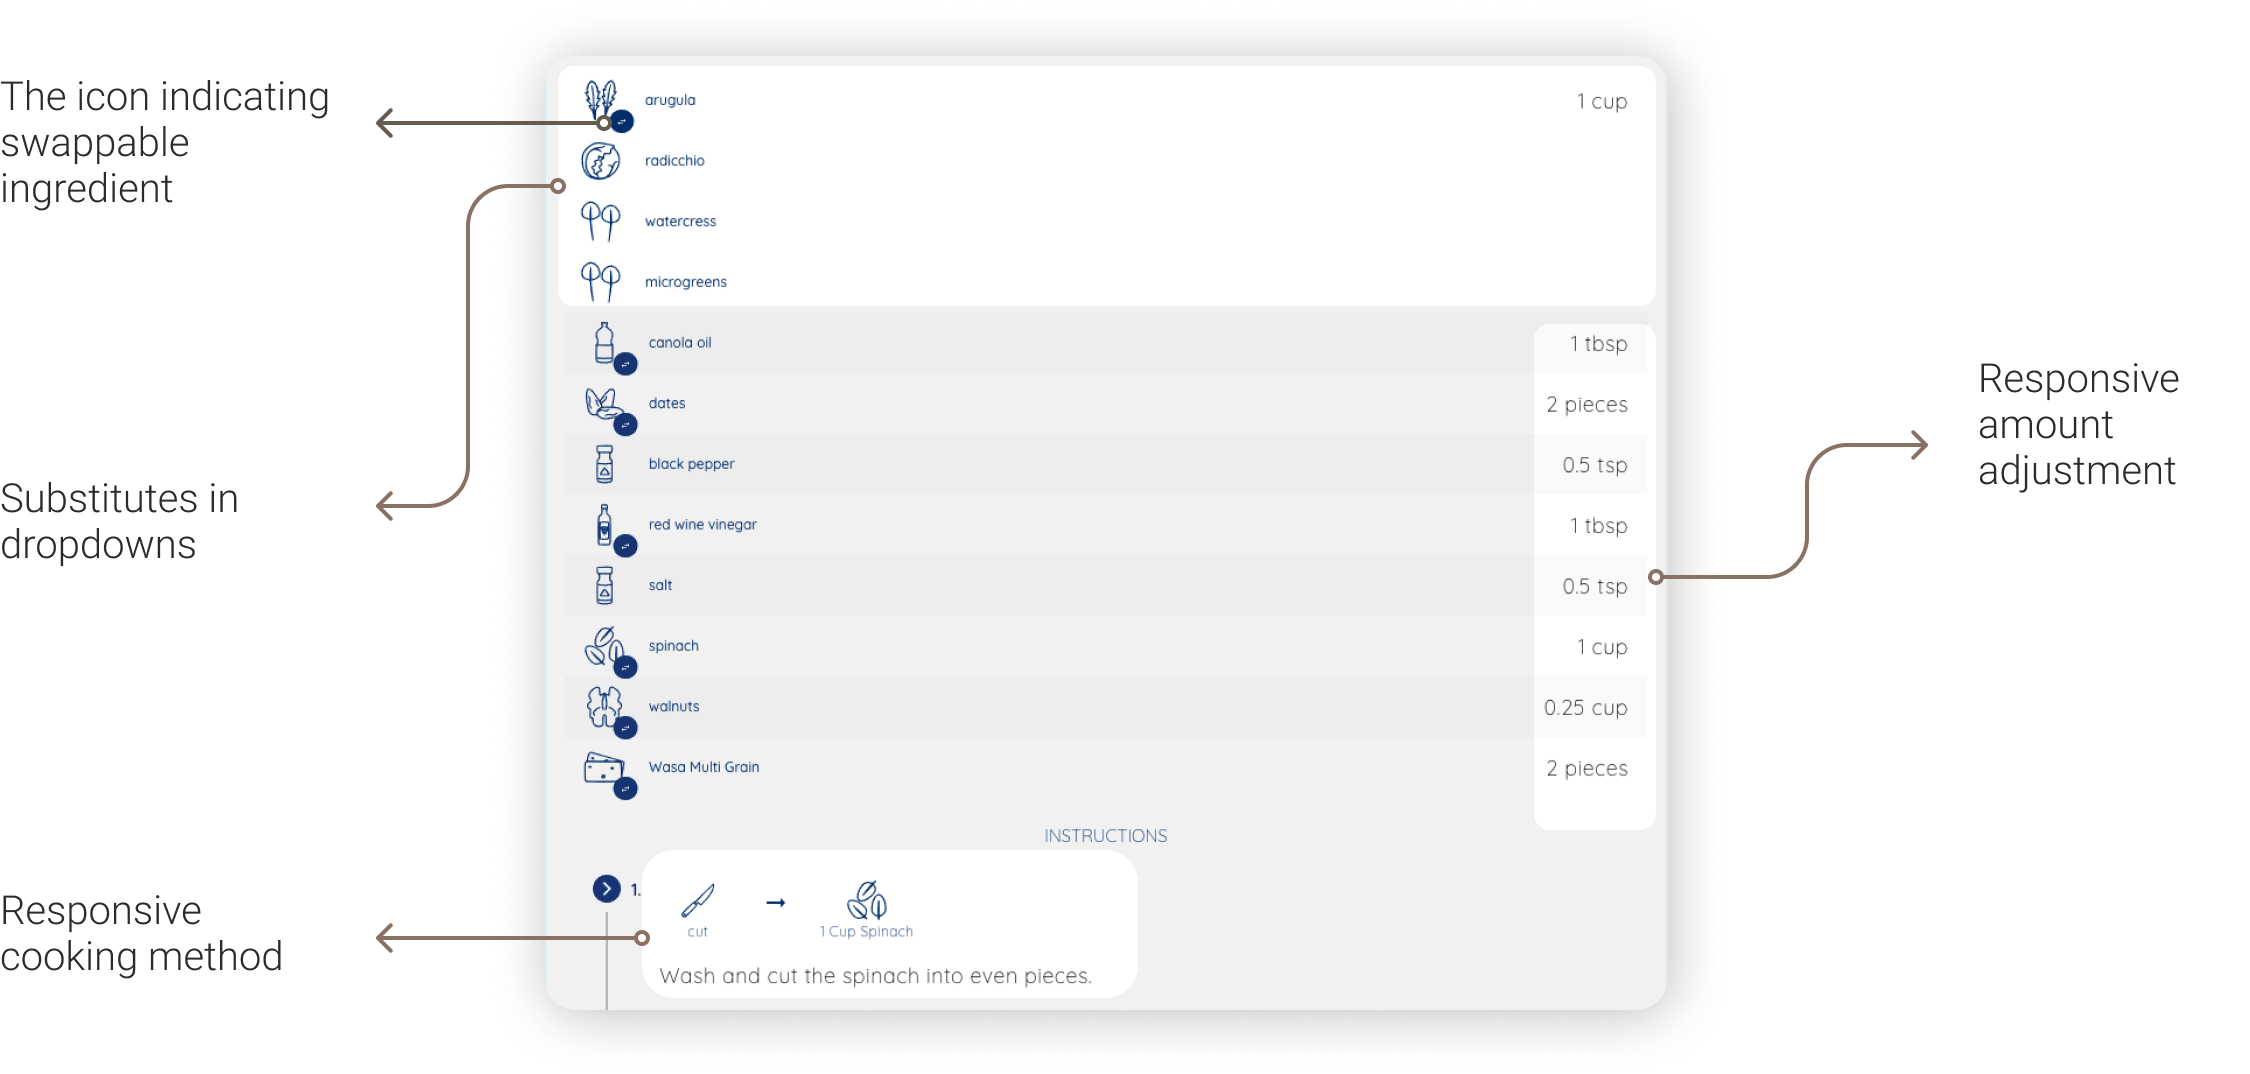 The icon indicating
swappable
ingredient
Substitutes in
dropdowns
Responsive
cooking method
arugula 1 cup
radicchio
watercress
microgreens
canola oil 1 tbsp
dates 2 pieces
black pepper 0.5 tsp
red wine vinegar 1 tbsp
salt 0.5 tsp
spinach 1 cup
walnuts 0.25 cup
Wasa Multi Grain 2 pieces
INSTRUCTIONS
1.
cut 1 Cup Spinach
Wash and cut the spinach into even pieces.
Responsive
amount
adjustment